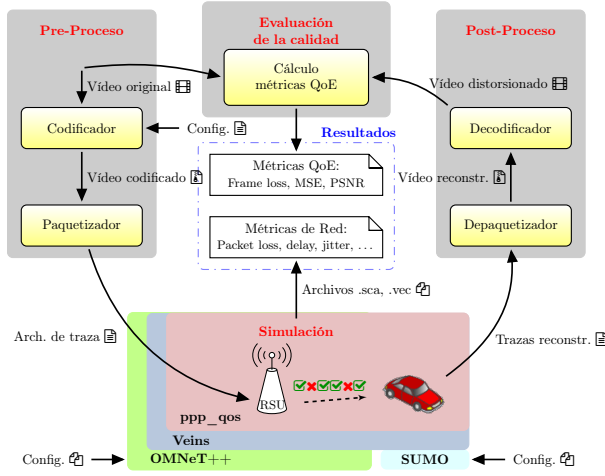 Pre-Proceso
Evaluación
de la calidad
Post-Proceso
Cálculo
métricas QoE
Vídeo original
Vídeo distorsionado
Codificador
Config.
Decodificador
Resultados
Métricas QoE:
Frame loss, MSE, PSNR
Vídeo codificado
Vídeo reconstr.
Paquetizador
Métricas de Red:
Packet loss, delay, jitter, ...
Depaquetizador
Archivos .sca, .vec
Arch. de traza
Simulación
Trazas reconstr.
RSU
ppp_qos
Veins
Config.
OMNeT++
SUMO
Config.